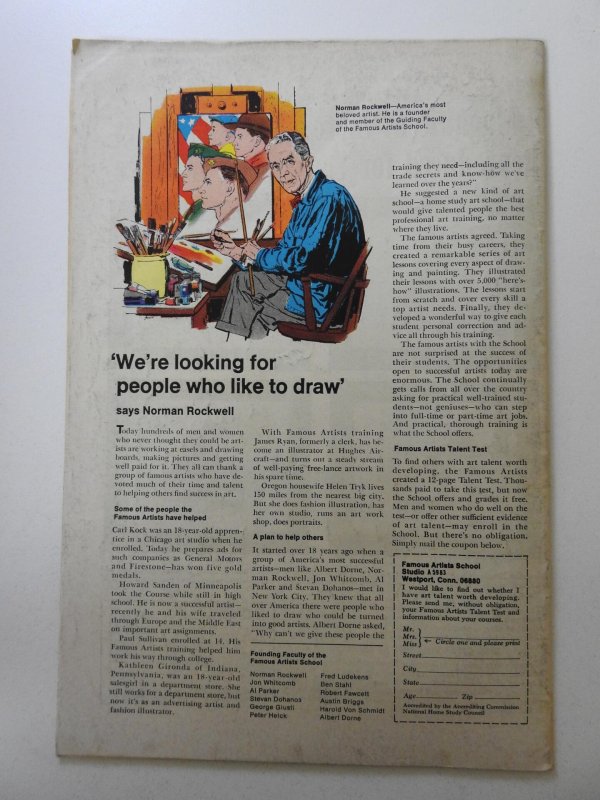 Norman Rockwell—America's most
beloved artist. He is a founder
and member of the Guiding Faculty
of the Famous Artists School.
'We're looking for
people who like to draw'
says Norman Rockwell
Today hundreds of men and women
who never thought they could be art-
ists are working at easels and drawing
boards, making pictures and getting
well paid for it. They all can thank a
group of famous artists who have de-
voted much of their time and talent
to helping others find success in art.
Some of the people the
Famous Artists have helped
Carl Kock was an 18-year-old appren-
tice in a Chicago art studio when he
enrolled. Today he prepares ads for
such companies as General Motors
and Firestone—has won five gold
medals.
Howard Sanden of Minneapolis
took the Course while still in high
school. He is now a successful artist—
recently he and his wife traveled
through Europe and the Middle East
on important art assignments.
Paul Sullivan enrolled at 14. His
Famous Artists training helped him
work his way through college.
Kathleen Gironda of Indiana,
Pennsylvania, was an 18-year-old
salesgirl in a department store. She
still works for a department store, but
now it's as an advertising artist and
fashion illustrator.
With Famous Artists training
James Ryan, formerly a clerk, has be-
come an illustrator at Hughes Air-
craft—and turns out a steady stream
of well-paying free-lance artwork in
his spare time.
Oregon housewife Helen Tryk lives
150 miles from the nearest big city.
But she does fashion illustration, has
her own studio, runs an art work
shop, does portraits.
A plan to help others
It started over 18 years ago when a
group of America's most successful
artists—men like Albert Dorne, Nor-
man Rockwell, Jon Whitcomb, Al
Parker and Stevan Dohanos—met in
New York City. They knew that all
over America there were people who
liked to draw who could be turned
into good artists. Albert Dorne asked,
"Why can't we give these people the
Founding Faculty of the
Famous Artists School
Norman Rockwell
Jon Whitcomb
Al Parker
Stevan Dohanos
George Giusti
Peter Helck
Fred Ludekens
Ben Stahl
Robert Fawcett
Austin Briggs
Harold Von Schmidt
Albert Dorne
training they need—including all the
trade secrets and know-how we've
learned over the years?"
He suggested a new kind of art
school—a home study art school—that
would give talented people the best
professional art training, no matter
where they live.
The famous artists agreed. Taking
time from their busy careers, they
created a remarkable series of art
lessons covering every aspect of draw-
ing and painting. They illustrated
their lessons with over 5,000 "here's-
how" illustrations. The lessons start
from scratch and cover every skill a
top artist needs. Finally, they de-
veloped a wonderful way to give each
student personal correction and ad-
vice all through his training.
The famous artists with the School
are not surprised at the success of
their students. The opportunities
open to successful artists today are
enormous. The School continually
gets calls from all over the country
asking for practical well-trained stu-
dents—not geniuses—who can step
into full-time or part-time art jobs.
And practical, thorough training is
what the School offers.
Famous Artists Talent Test
To find others with art talent worth
developing, the Famous Artists
created a 12-page Talent Test. Thou-
sands paid to take this test, but now
the School offers and grades it free.
Men and women who do well on the
test—or offer other sufficient evidence
of art talent—may enroll in the
School. But there's no obligation.
Simply mail the coupon below.
Famous Artists School
Studio A 5583
Westport, Conn. 06880
I would like to find out whether I
have art talent worth developing.
Please send me, without obligation,
your Famous Artists Talent Test and
information about your courses.
Mr.
Mrs. ← Circle one and please print
Miss
Street
City
State
Age Zip
Accredited by the Accrediting Commission
National Home Study Council